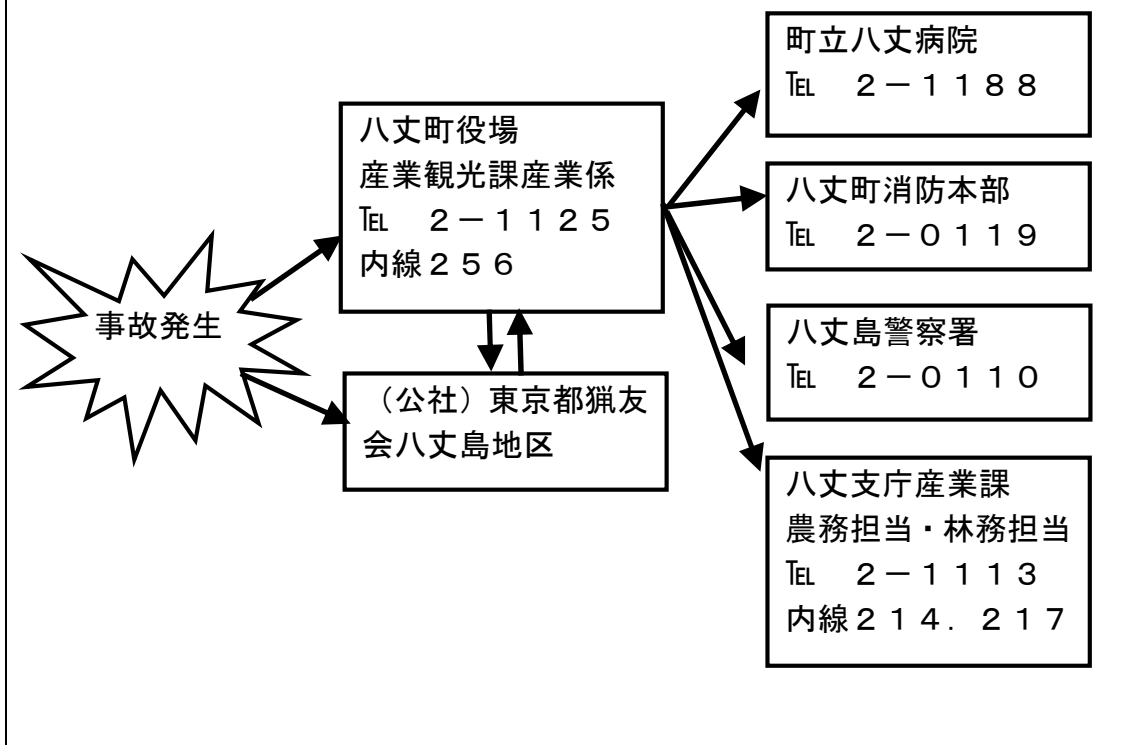 事故発生
八丈町役場
産業観光課産業係
℡　２－１１２５
内線２５６
（公社）東京都猟友
会八丈島地区
町立八丈病院
℡　２－１１８８
八丈町消防本部
℡　２－０１１９
八丈島警察署
℡　２－０１１０
八丈支庁産業課
農務担当・林務担当
℡　２－１１１３
内線２１４．２１７